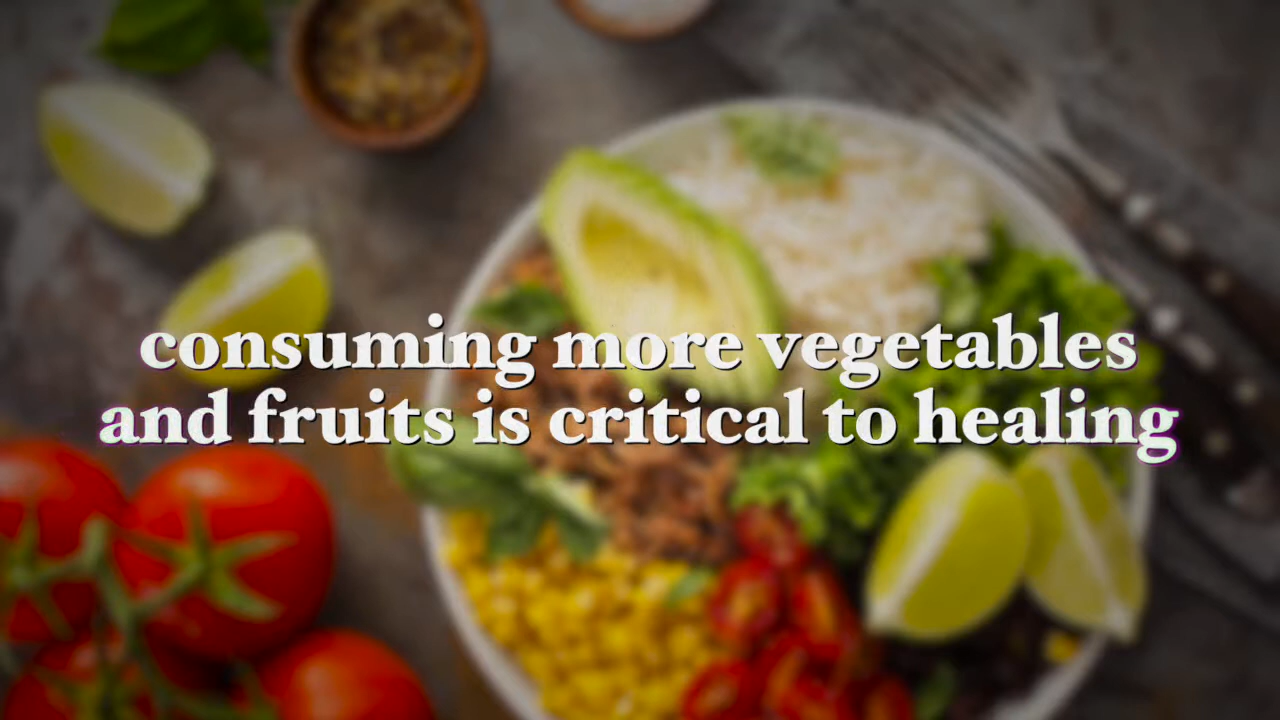 consuming more vegetables
and fruits is critical to healing